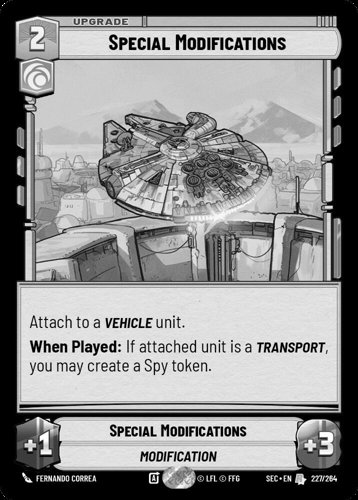 UPGRADE
2
SPECIAL MODIFICATIONS
Attach to a VEHICLE unit.
When Played: If attached unit is a TRANSPORT,
you may create a Spy token.
+1
SPECIAL MODIFICATIONS
+3
MODIFICATION
FERNANDO CORREA
© LFL © FFG
SEC • EN
227/264